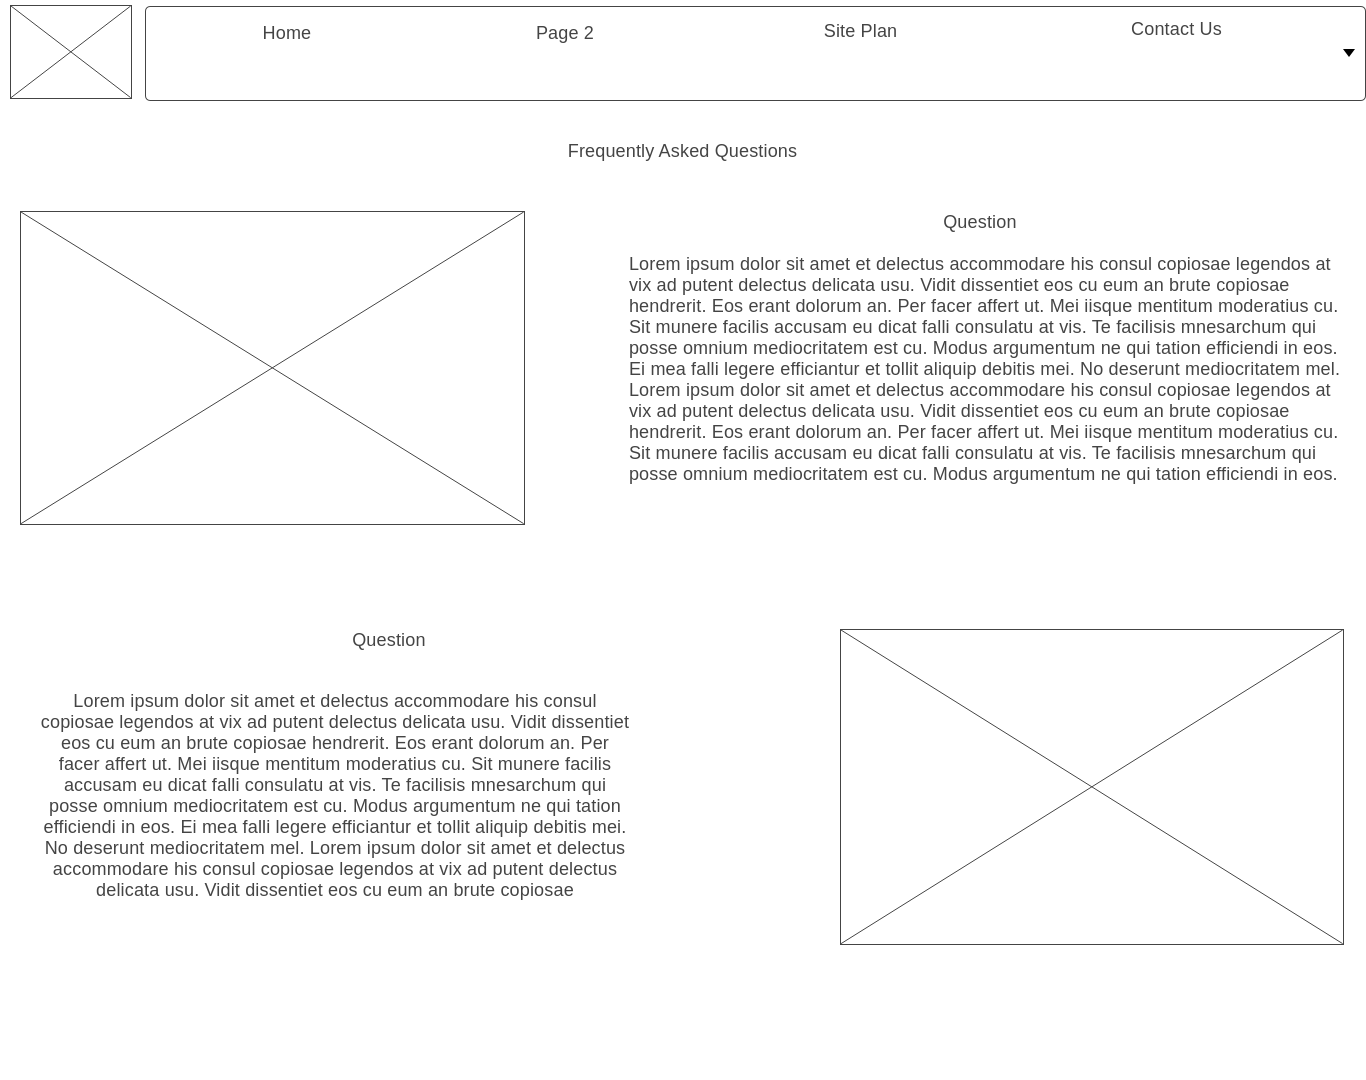 Home
Page 2
Site Plan
Contact Us
Frequently Asked Questions
Question
Lorem ipsum dolor sit amet et delectus accommodare his consul copiosae legendos at
vix ad putent delectus delicata usu. Vidit dissentiet eos cu eum an brute copiosae
hendrerit. Eos erant dolorum an. Per facer affert ut. Mei iisque mentitum moderatius cu.
Sit munere facilis accusam eu dicat falli consulatu at vis. Te facilisis mnesarchum qui
posse omnium mediocritatem est cu. Modus argumentum ne qui tation efficiendi in eos.
Ei mea falli legere efficiantur et tollit aliquip debitis mei. No deserunt mediocritatem mel.
Lorem ipsum dolor sit amet et delectus accommodare his consul copiosae legendos at
vix ad putent delectus delicata usu. Vidit dissentiet eos cu eum an brute copiosae
hendrerit. Eos erant dolorum an. Per facer affert ut. Mei iisque mentitum moderatius cu.
Sit munere facilis accusam eu dicat falli consulatu at vis. Te facilisis mnesarchum qui
posse omnium mediocritatem est cu. Modus argumentum ne qui tation efficiendi in eos.
Question
Lorem ipsum dolor sit amet et delectus accommodare his consul
copiosae legendos at vix ad putent delectus delicata usu. Vidit dissentiet
eos cu eum an brute copiosae hendrerit. Eos erant dolorum an. Per
facer affert ut. Mei iisque mentitum moderatius cu. Sit munere facilis
accusam eu dicat falli consulatu at vis. Te facilisis mnesarchum qui
posse omnium mediocritatem est cu. Modus argumentum ne qui tation
efficiendi in eos. Ei mea falli legere efficiantur et tollit aliquip debitis mei.
No deserunt mediocritatem mel. Lorem ipsum dolor sit amet et delectus
accommodare his consul copiosae legendos at vix ad putent delectus
delicata usu. Vidit dissentiet eos cu eum an brute copiosae